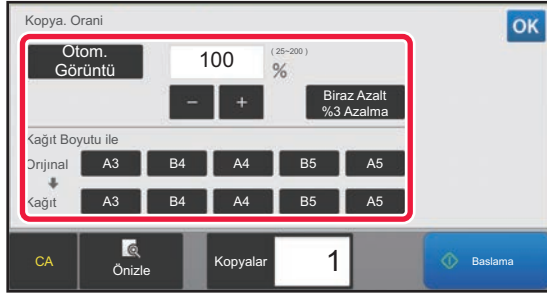 Kopya. Orani
OK
Otom.
Görüntü
100
(25~200)
%
− +
Biraz Azalt
%3 Azalma
Kağıt Boyutu ile
Orijinal A3 B4 A4 B5 A5
Kağıt A3 B4 A4 B5 A5
CA
Önizle
Kopyalar 1
Baslama